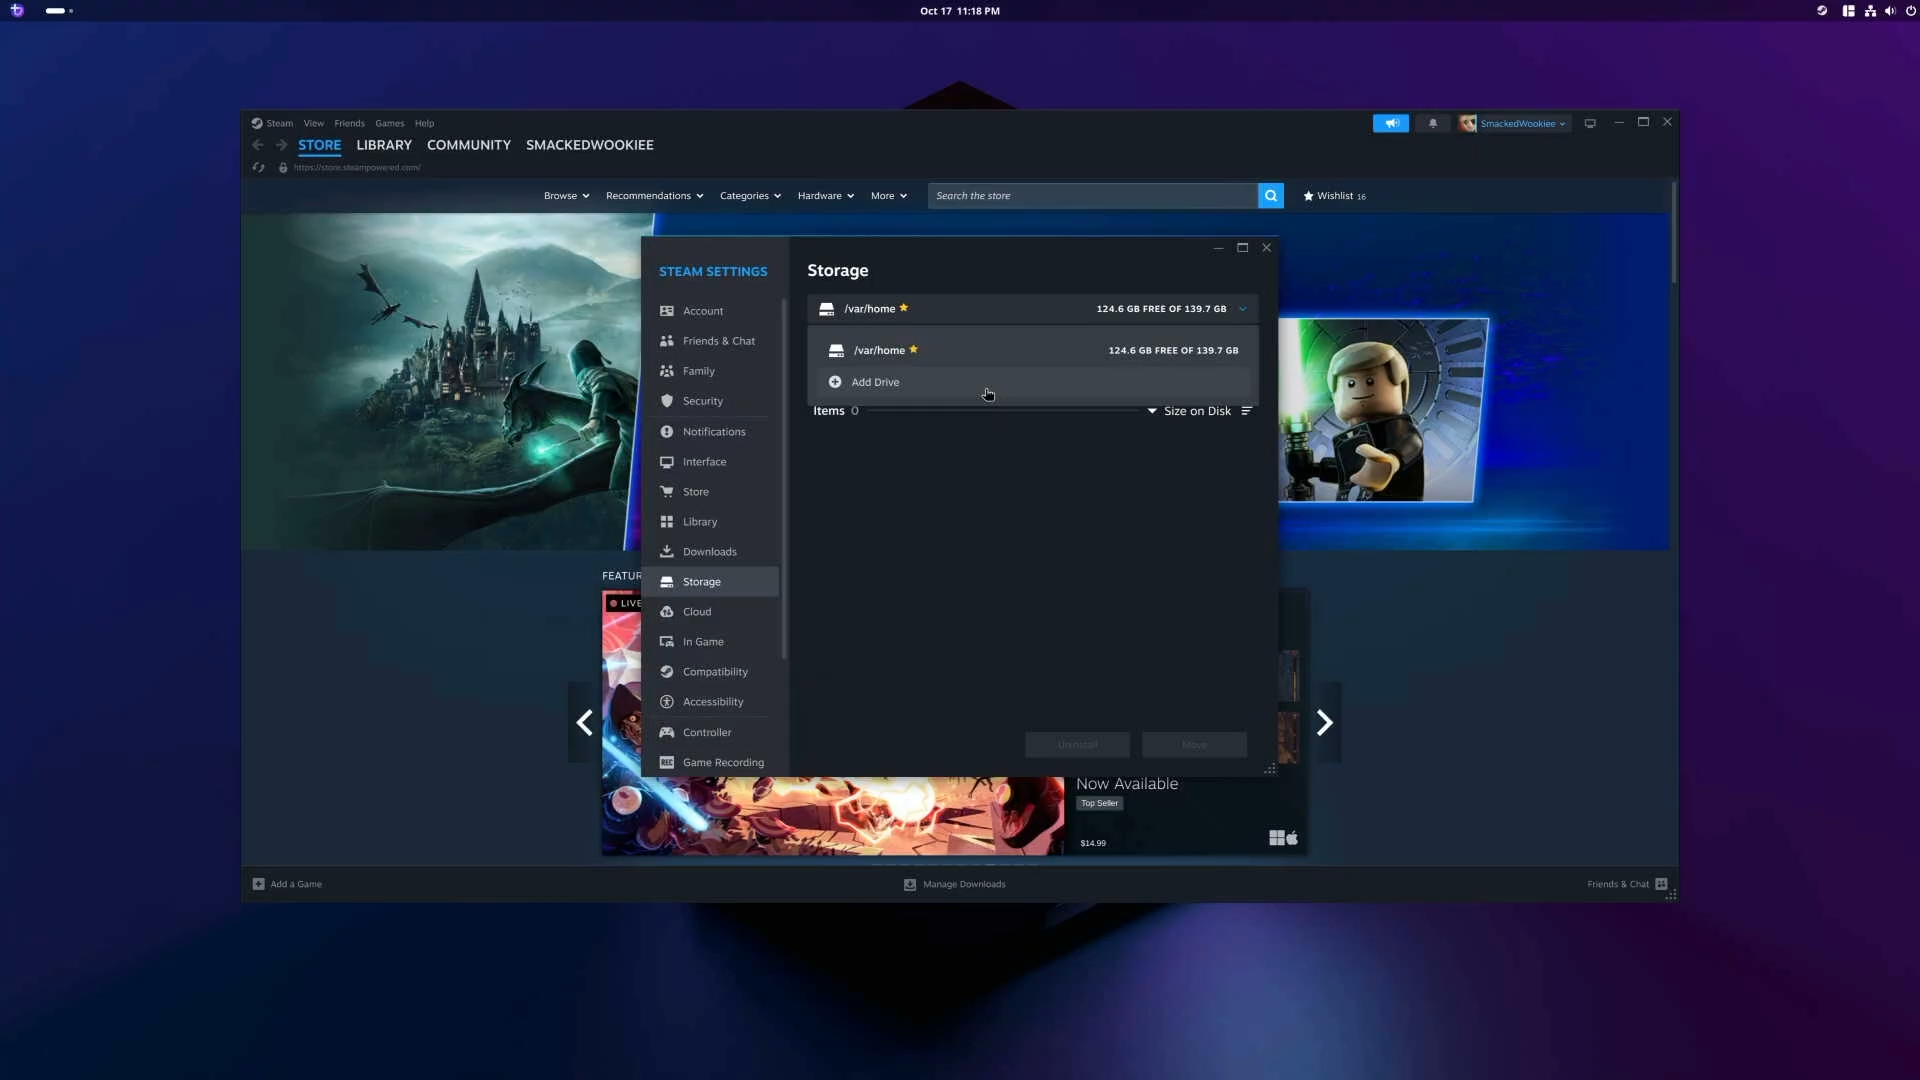 Oct 17 11:18 PM
Steam View Friends Games Help
SmackedWookiee
STORE LIBRARY COMMUNITY SMACKEDWOOKIEE
https://store.steampowered.com/
Browse Recommendations Categories Hardware More Search the store Wishlist 16
STEAM SETTINGS
Account
Friends & Chat
Family
Security
Notifications
Interface
Store
Library
Downloads
Storage
Cloud
In Game
Compatibility
Accessibility
Controller
REC Game Recording
Storage
/var/home 124.6 GB FREE OF 139.7 GB
/var/home 124.6 GB FREE OF 139.7 GB
Add Drive
Items 0 Size on Disk
Uninstall Move
FEATUR
LIVE
Now Available
Top Seller
$14.99
Add a Game Manage Downloads Friends & Chat